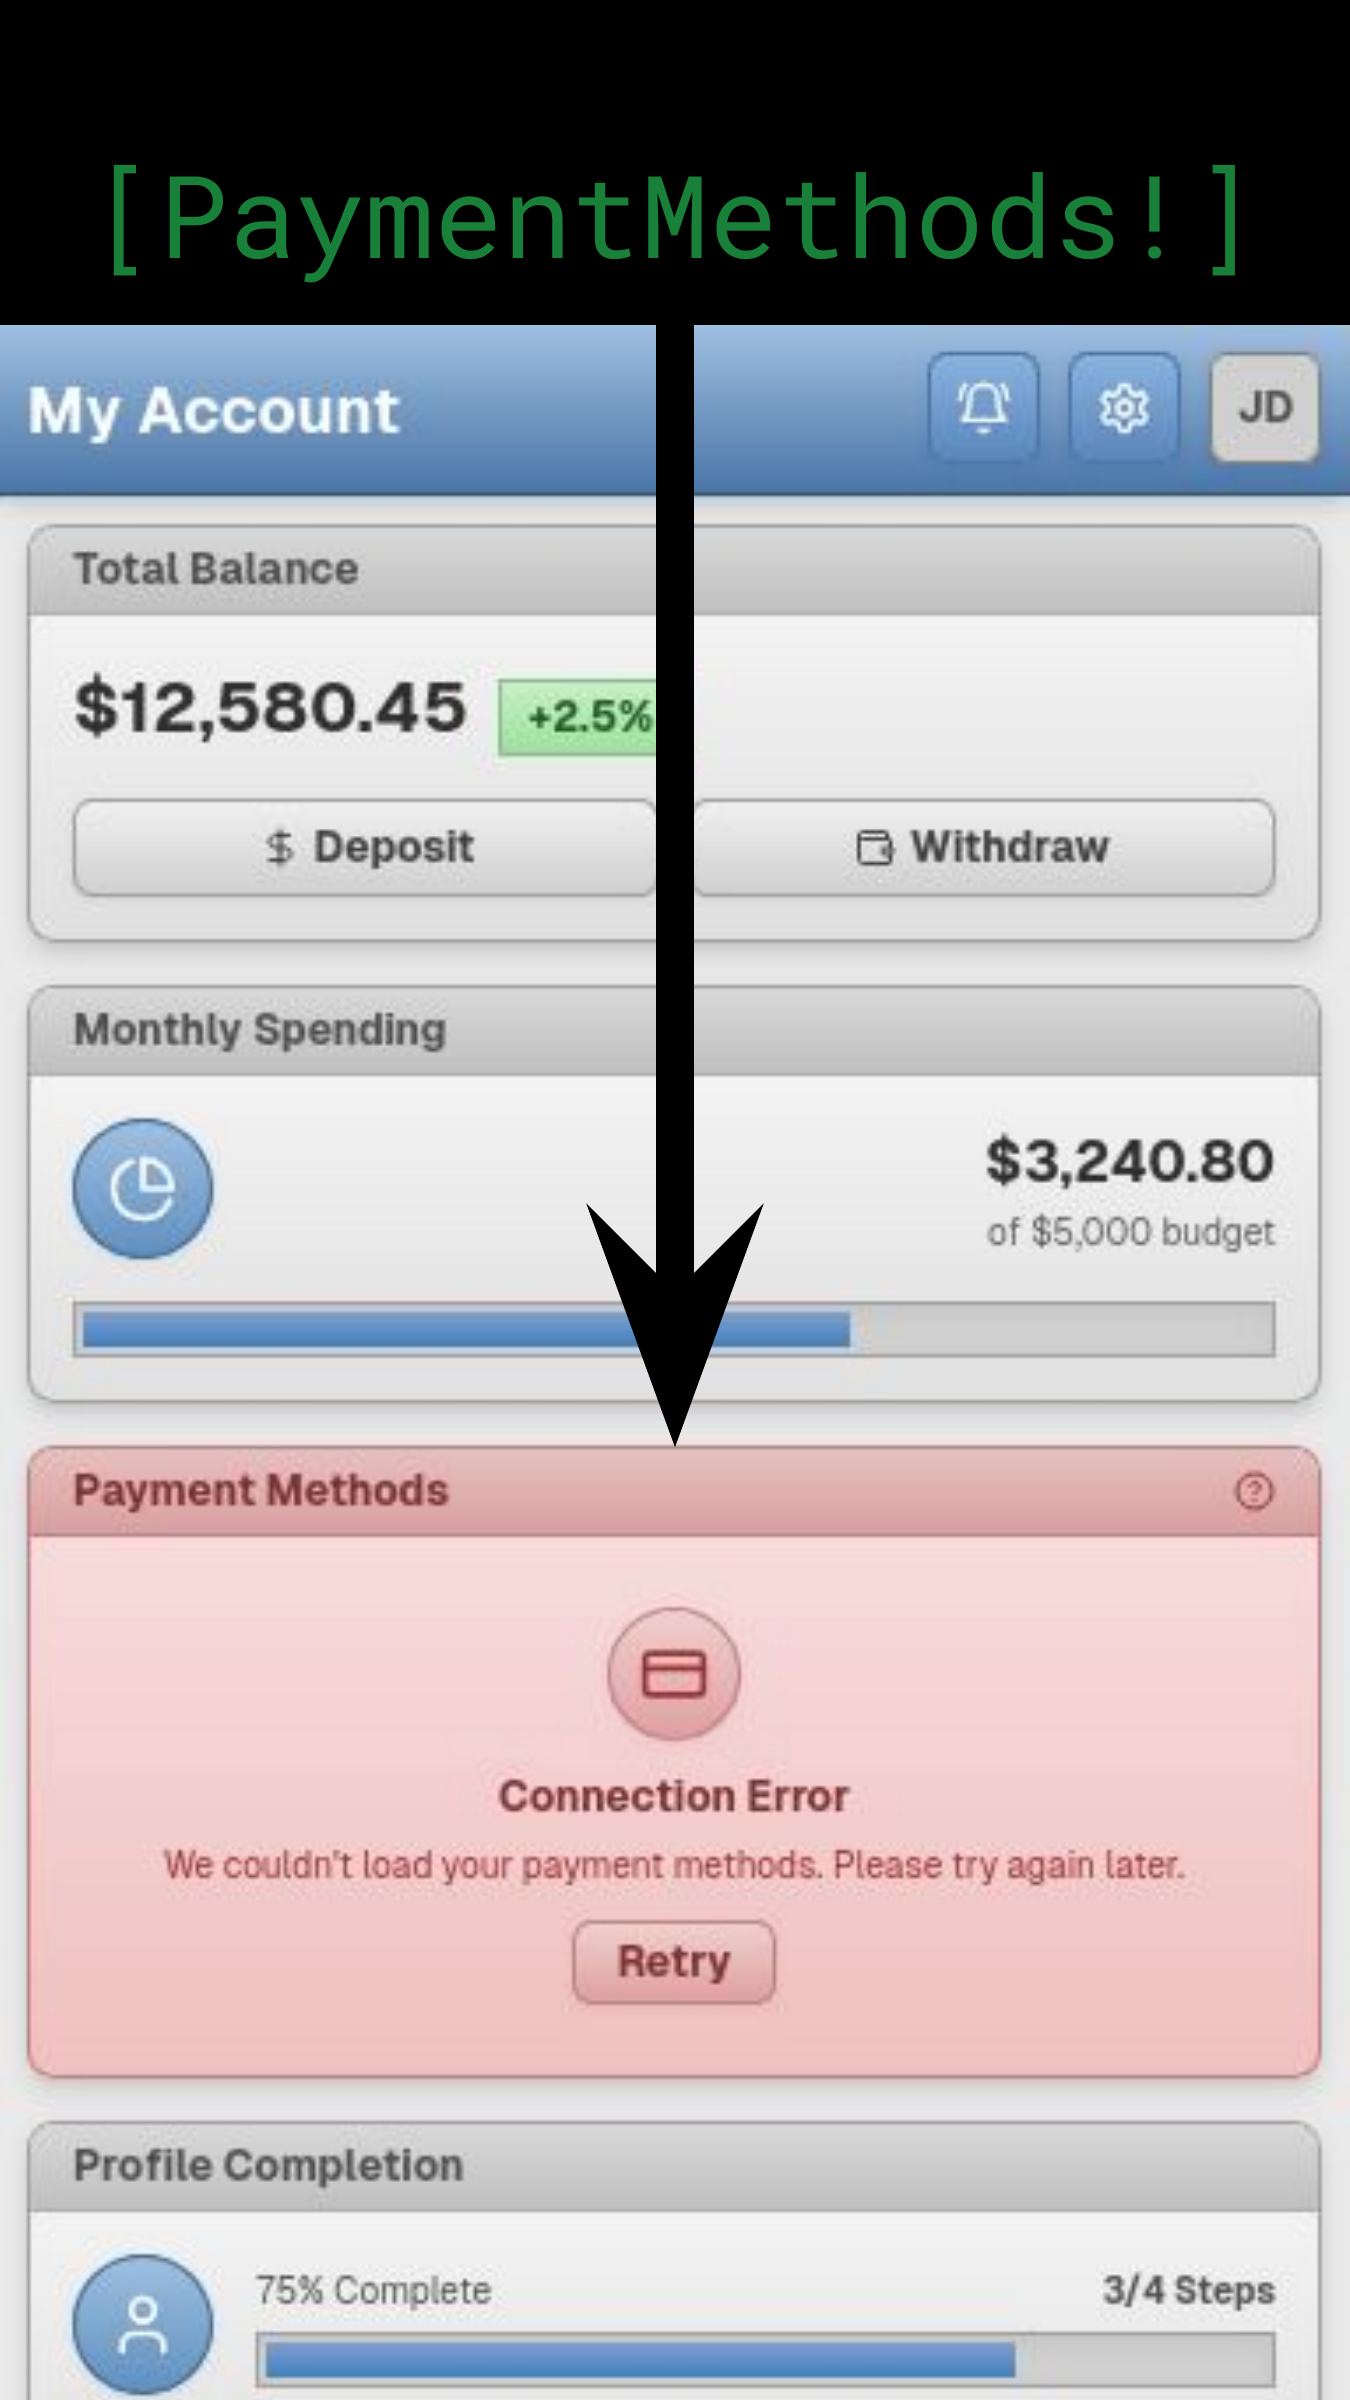 [PaymentMethods!]
My Account
JD
Total Balance
$12,580.45 +2.5%
Deposit
Withdraw
Monthly Spending
$3,240.80
of $5,000 budget
Payment Methods
Connection Error
We couldn't load your payment methods. Please try again later.
Retry
Profile Completion
75% Complete
3/4 Steps